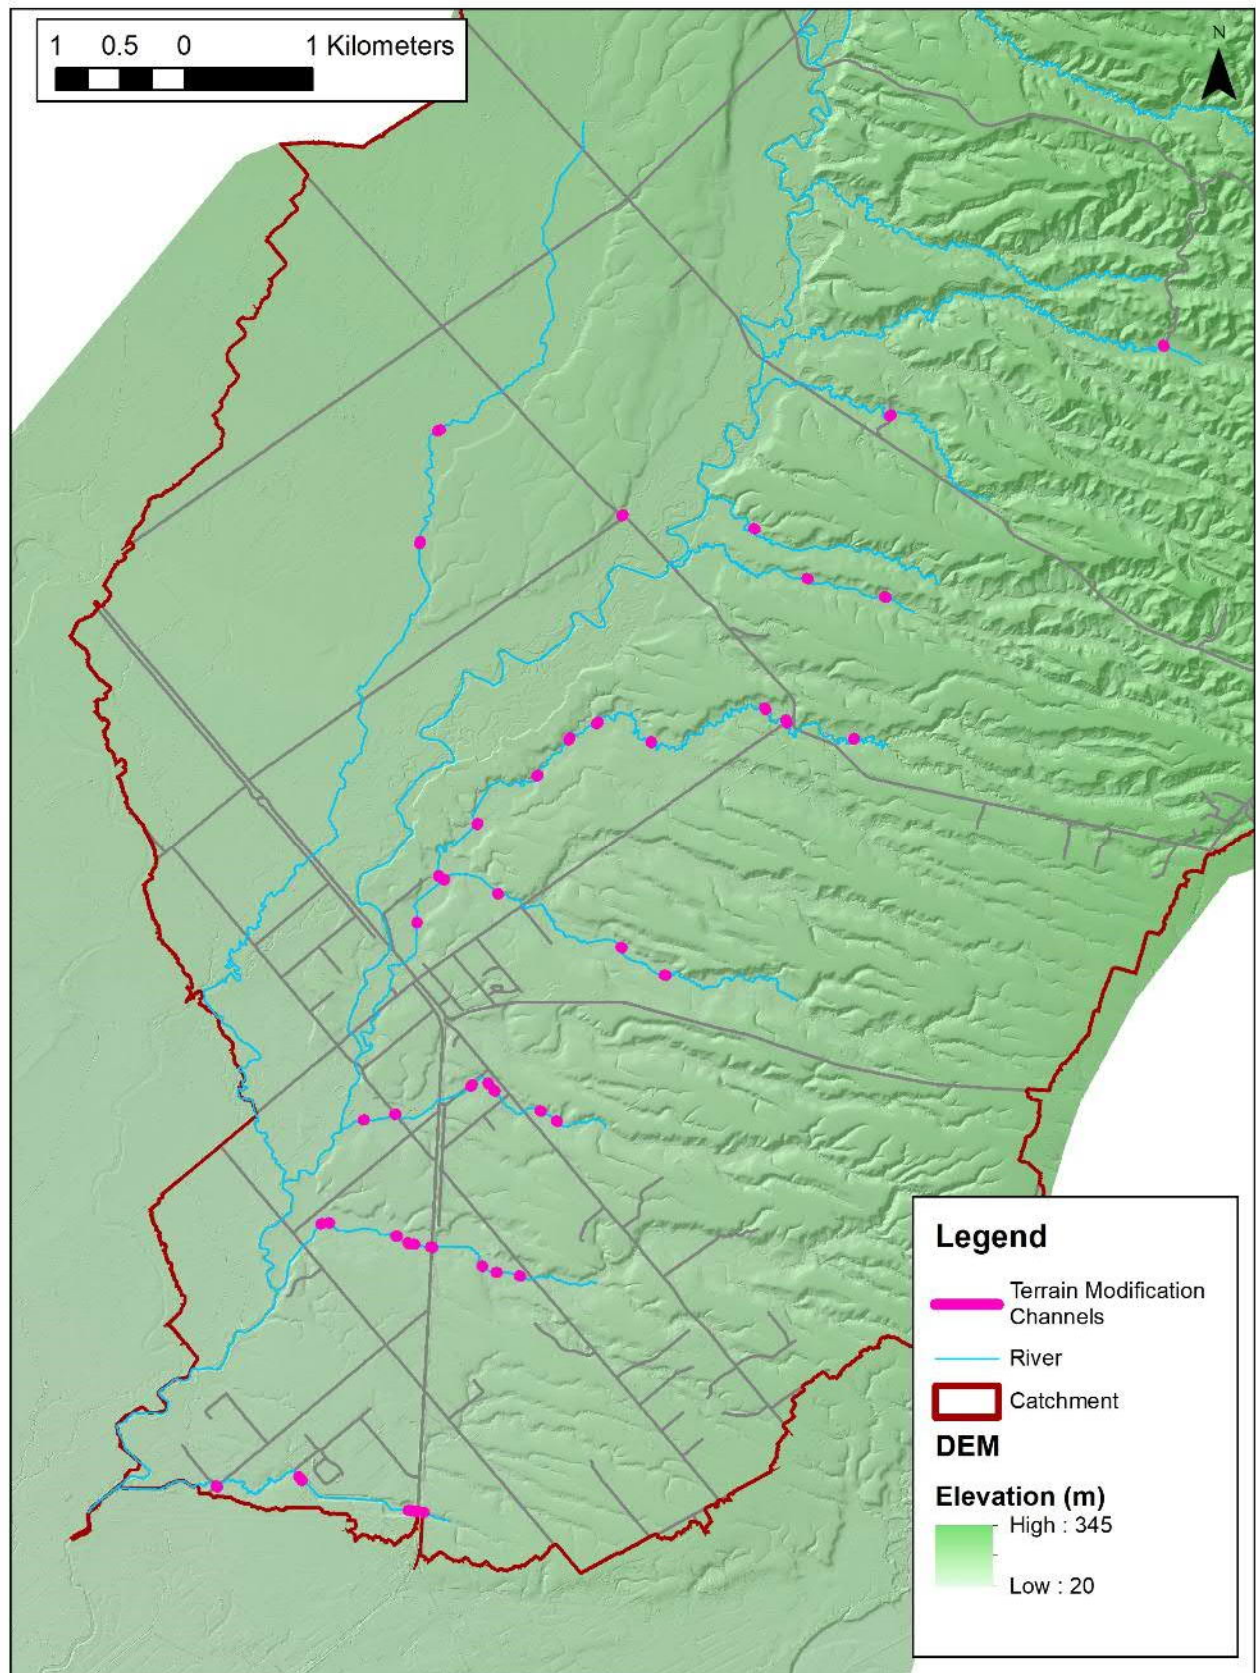 1 0.5 0 1 Kilometers
N
Legend
Terrain Modification
Channels
River
Catchment
DEM
Elevation (m)
High : 345
Low : 20